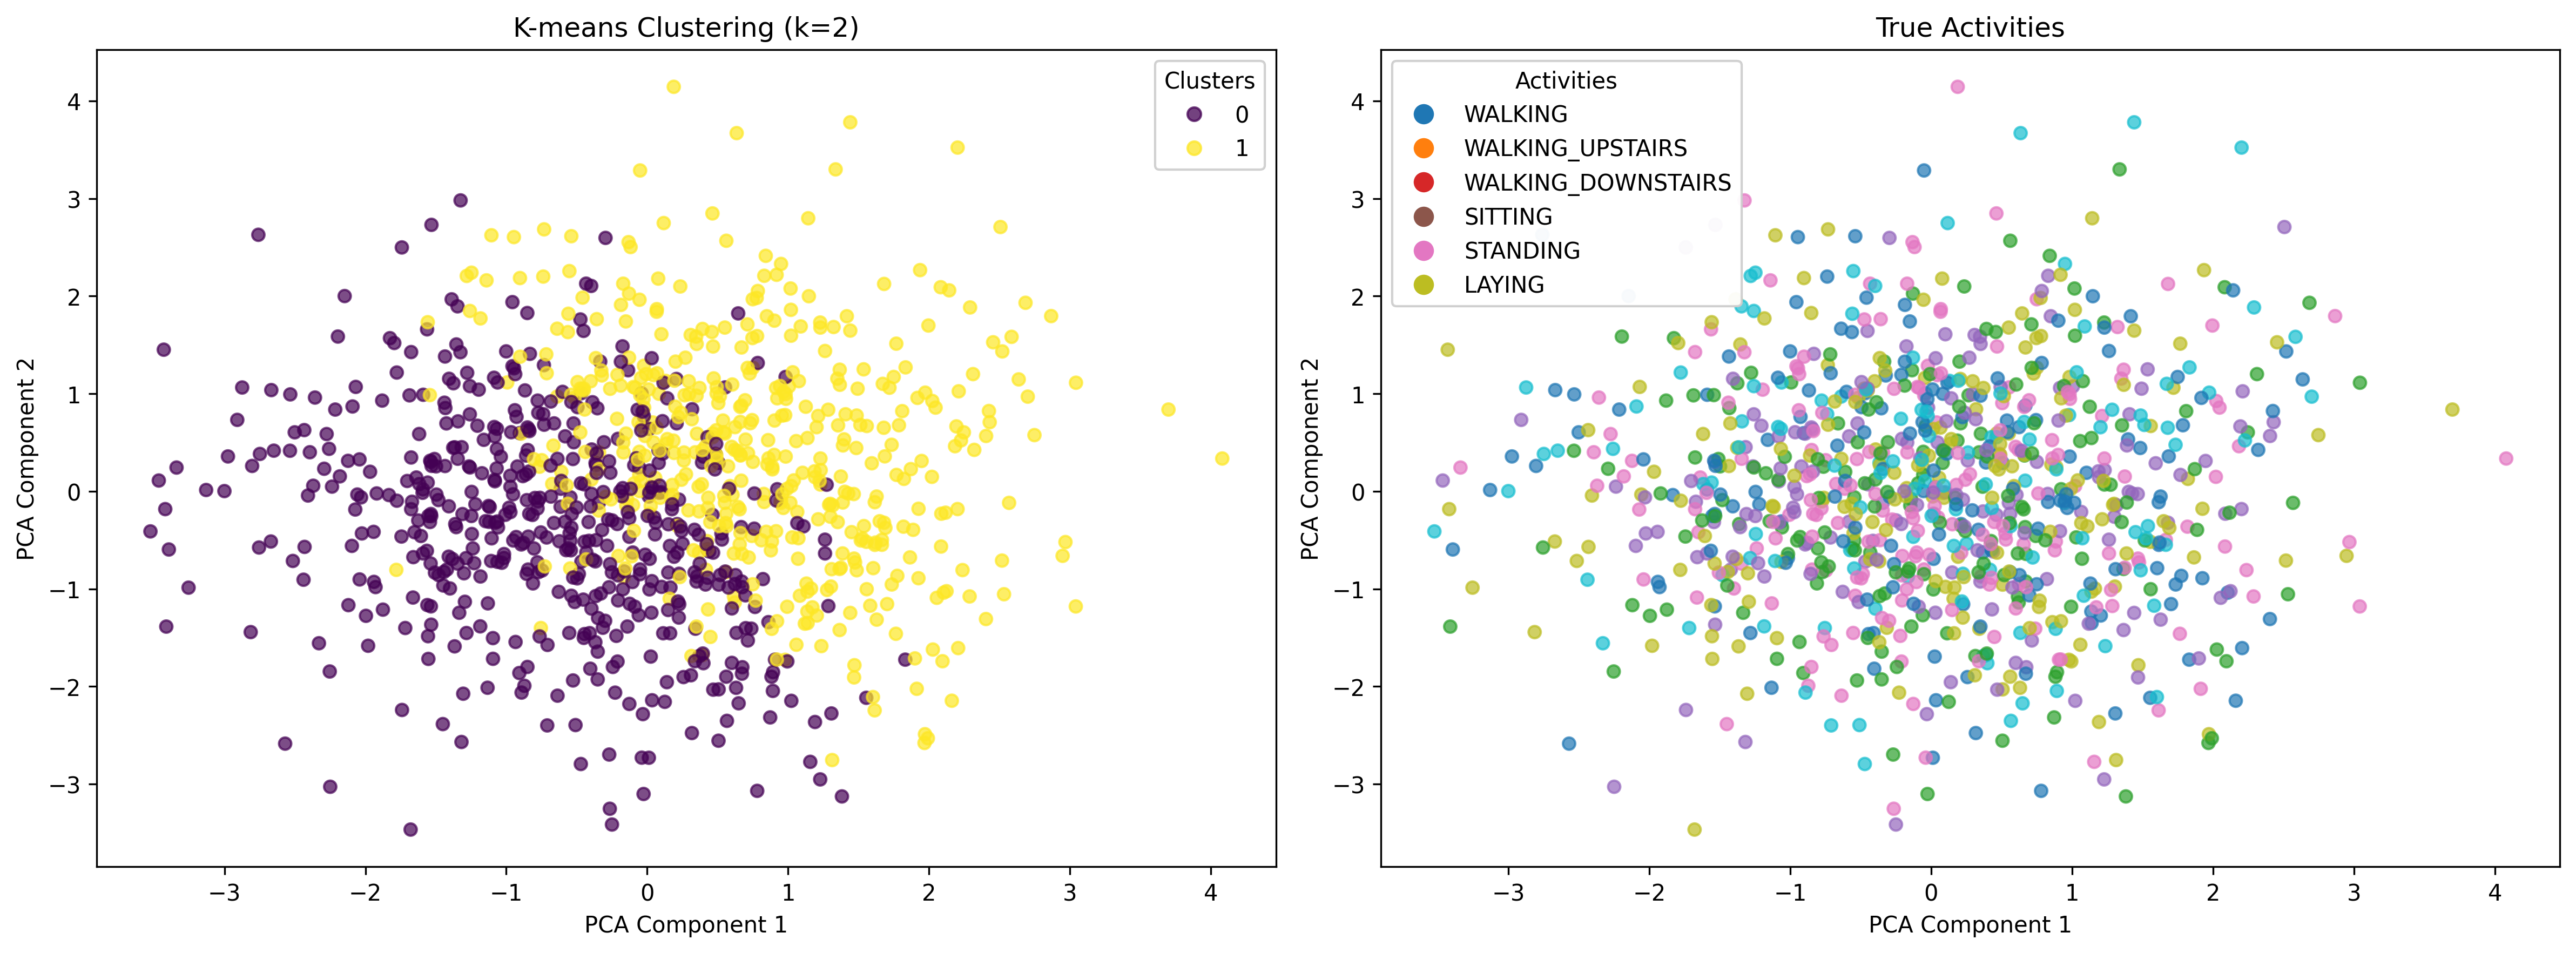 K-means Clustering (k=2)
Clusters
0
1
4
3
2
1
0
−1
−2
−3
PCA Component 2
−3
−2
−1
0
1
2
3
4
PCA Component 1
True Activities
Activities
WALKING
WALKING_UPSTAIRS
WALKING_DOWNSTAIRS
SITTING
STANDING
LAYING
4
3
2
1
0
−1
−2
−3
PCA Component 2
−3
−2
−1
0
1
2
3
4
PCA Component 1